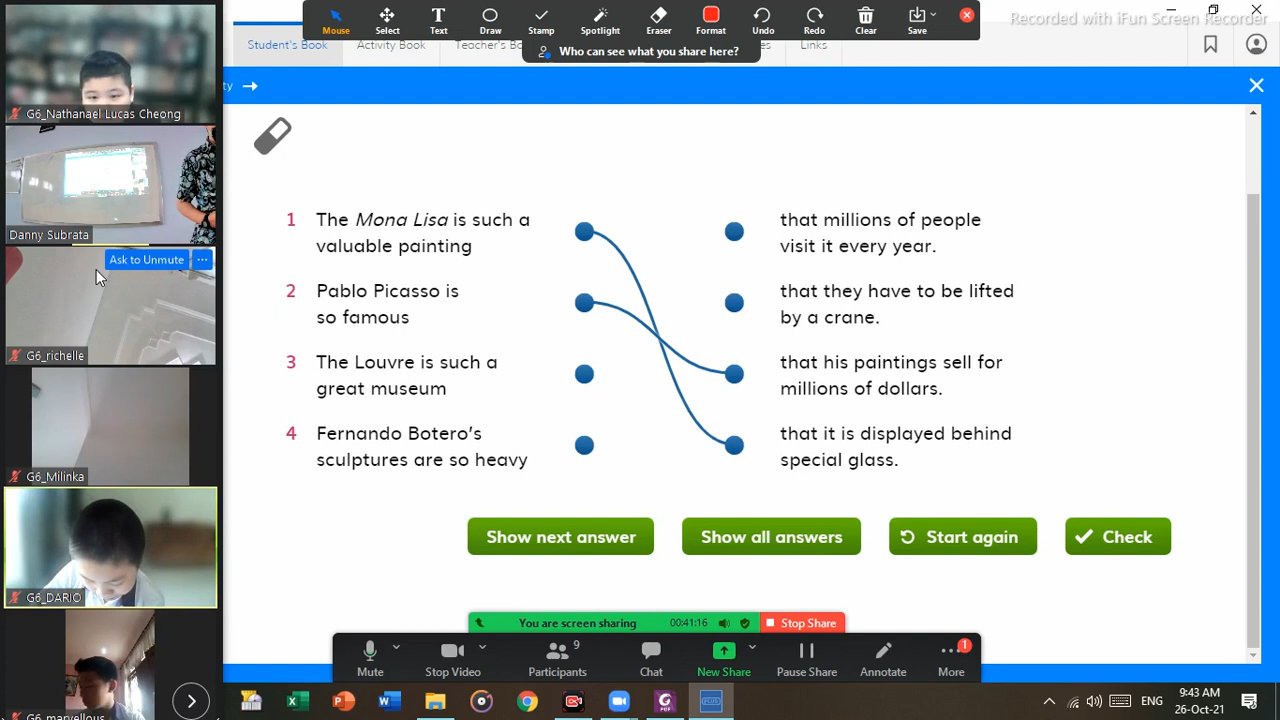 Mouse
Select
Text
Draw
Stamp
Spotlight
Eraser
Format
Undo
Redo
Clear
Save
Who can see what you share here?
Recorded with iFun Screen Recorder
Student's Book
Activity Book
Teacher's Bo
es
Links
ty
G6_Nathanael Lucas Cheong
Danny Subrata
Ask to Unmute
...
G6_richelle
G6_Milinka
G6_DARIO
G6_marvellous
1 The Mona Lisa is such a
valuable painting
that millions of people
visit it every year.
2 Pablo Picasso is
so famous
that they have to be lifted
by a crane.
3 The Louvre is such a
great museum
that his paintings sell for
millions of dollars.
4 Fernando Botero's
sculptures are so heavy
that it is displayed behind
special glass.
Show next answer
Show all answers
Start again
Check
You are screen sharing
00:41:16
Stop Share
Mute
Stop Video
Participants
9
Chat
New Share
Pause Share
Annotate
More
1
ENG
9:43 AM
26-Oct-21